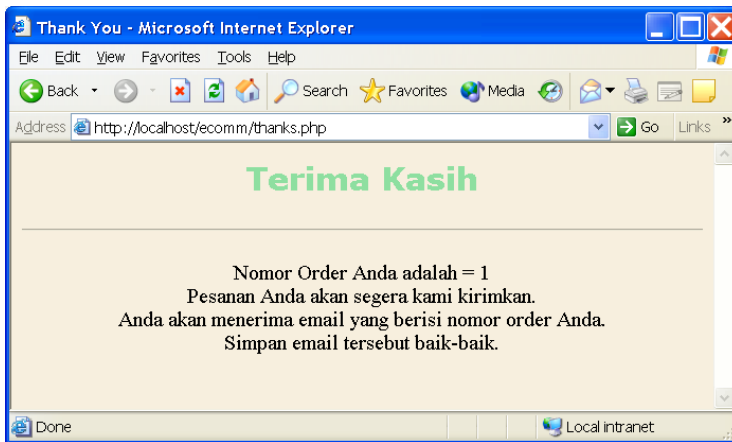 Thank You - Microsoft Internet Explorer
File Edit View Favorites Tools Help
Back Search Favorites Media
Address http://localhost/ecomm/thanks.php Go Links »
Terima Kasih
Nomor Order Anda adalah = 1
Pesanan Anda akan segera kami kirimkan.
Anda akan menerima email yang berisi nomor order Anda.
Simpan email tersebut baik-baik.
Done Local intranet